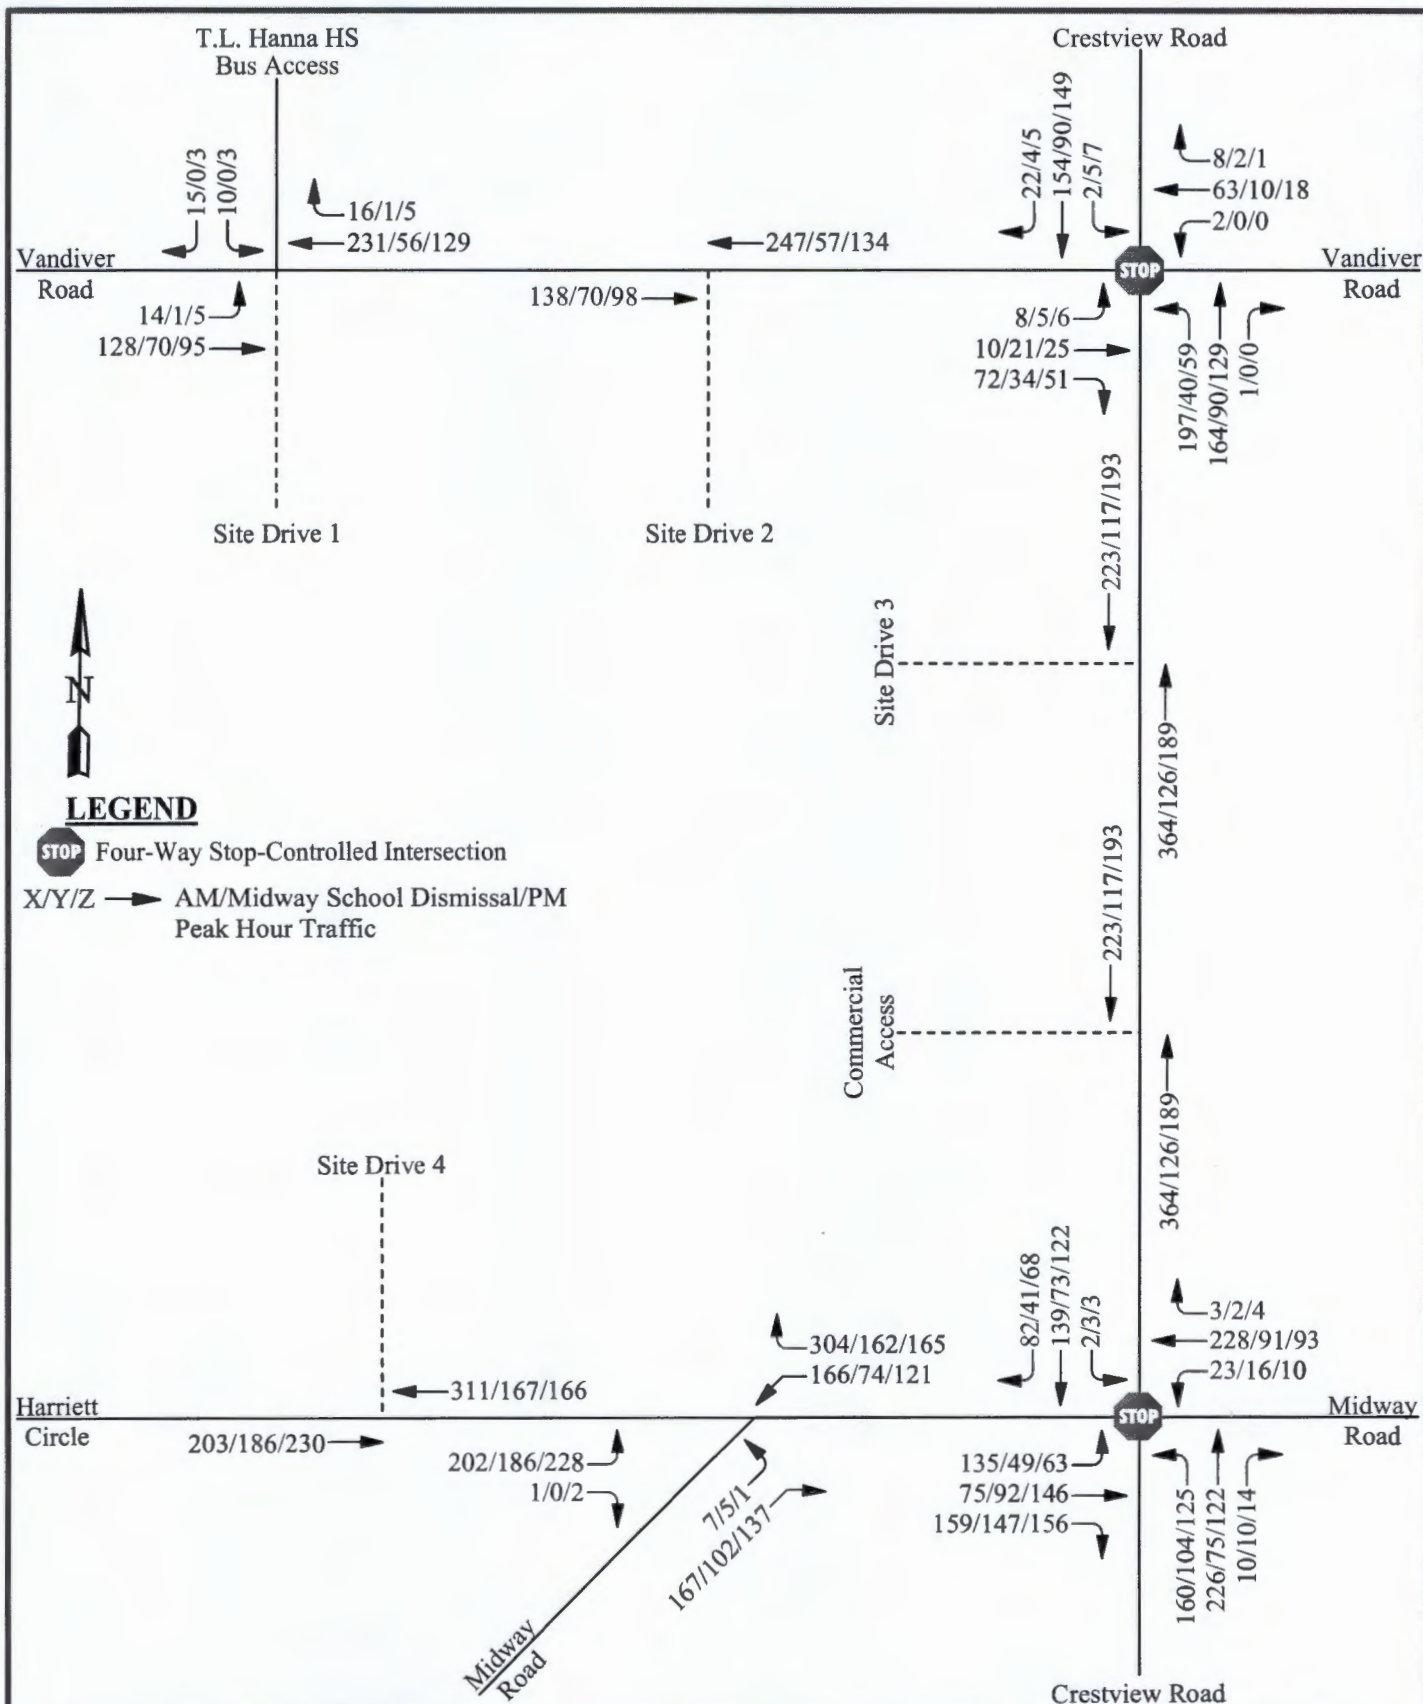 T.L. Hanna HS
Bus Access
Crestview Road
15/0/3
10/0/3
16/1/5
231/56/129
247/57/134
22/4/5
154/90/149
2/5/7
8/2/1
63/10/18
2/0/0
Vandiver
Road
STOP
Vandiver
Road
14/1/5
128/70/95
138/70/98
8/5/6
10/21/25
72/34/51
197/40/59
164/90/129
1/0/0
Site Drive 1
Site Drive 2
223/117/193
Site Drive 3
364/126/189
N
LEGEND
STOP Four-Way Stop-Controlled Intersection
X/Y/Z AM/Midway School Dismissal/PM
Peak Hour Traffic
223/117/193
Commercial
Access
364/126/189
Site Drive 4
82/41/68
139/73/122
2/3/3
3/2/4
228/91/93
23/16/10
304/162/165
166/74/121
311/167/166
Harriett
Circle
STOP
Midway
Road
203/186/230
202/186/228
1/0/2
7/5/1
167/102/137
135/49/63
75/92/146
159/147/156
160/104/125
226/75/122
10/10/14
Midway
Road
Crestview Road